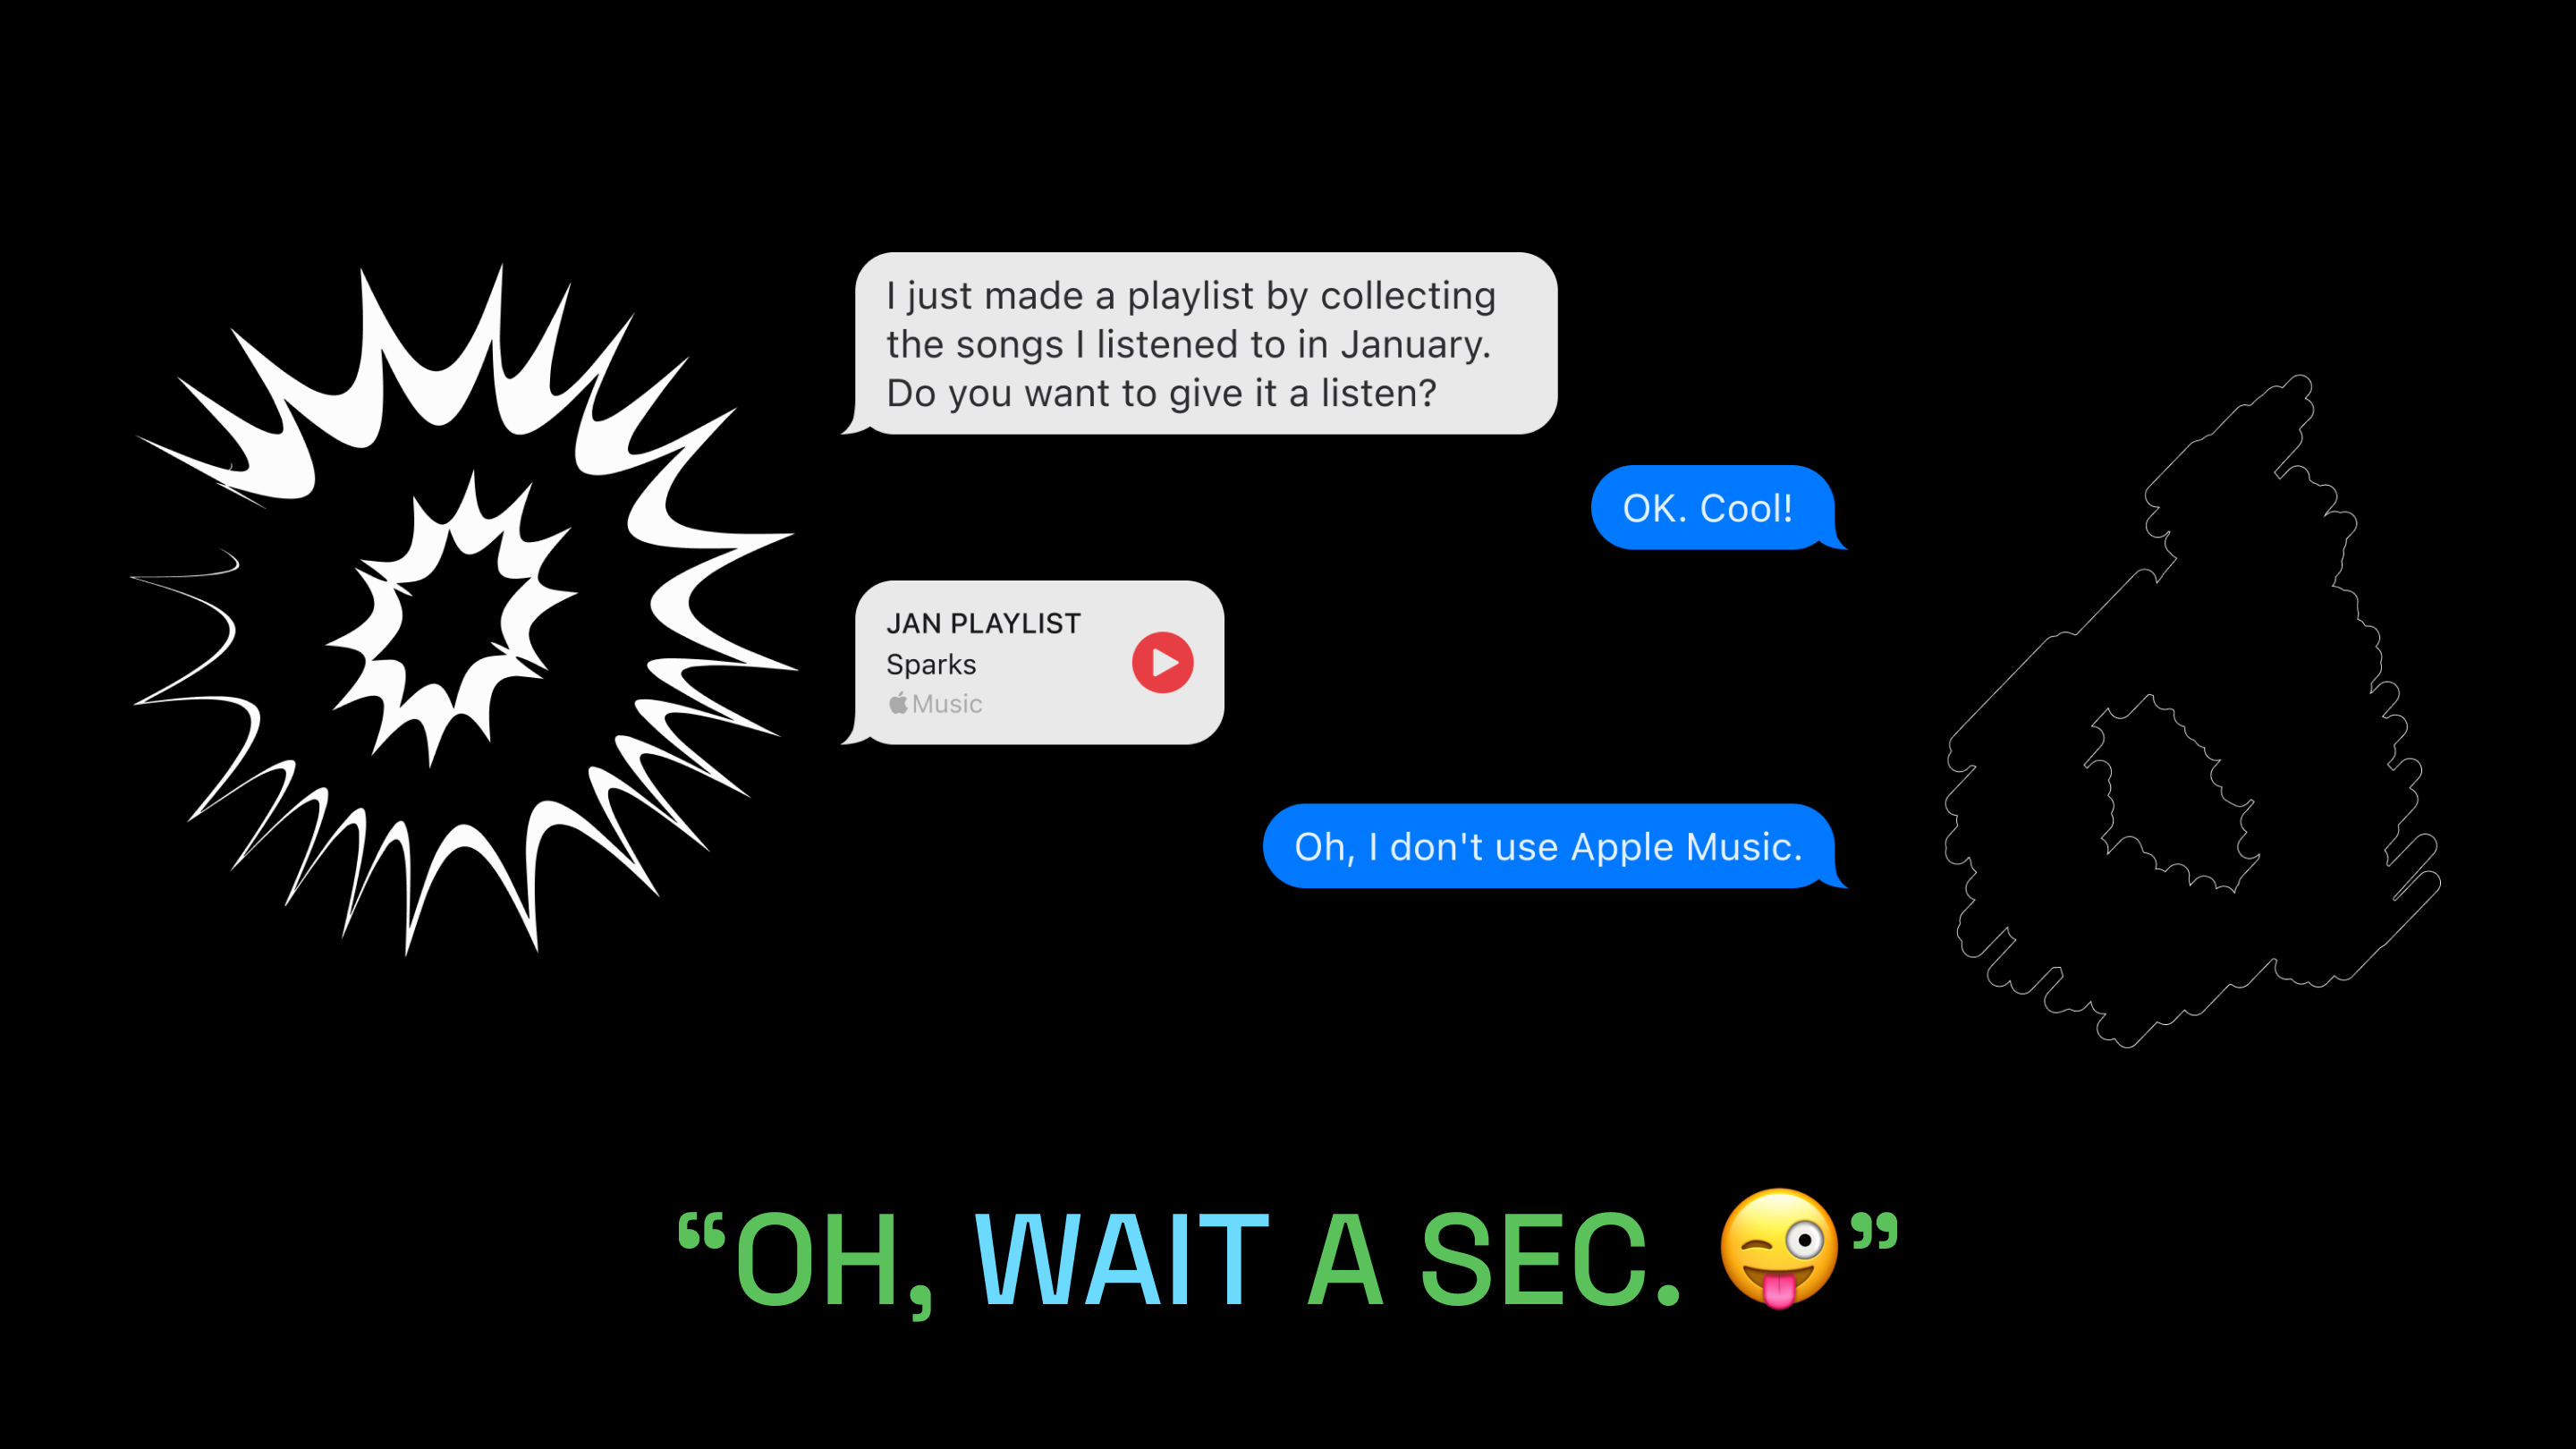 I just made a playlist by collecting
the songs I listened to in January.
Do you want to give it a listen?
OK. Cool!
JAN PLAYLIST
Sparks
Music
Oh, I don't use Apple Music.
“OH, WAIT A SEC. 😜”